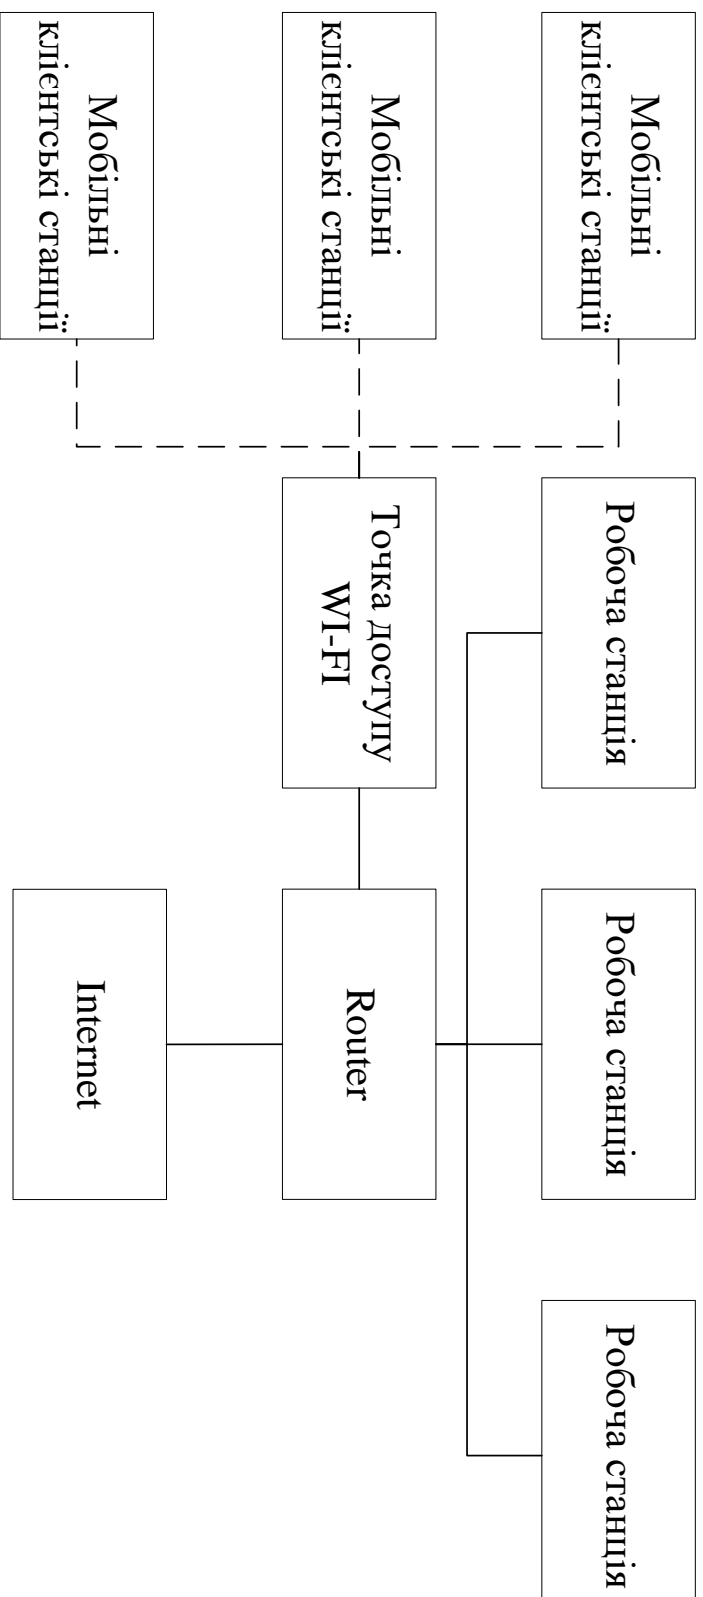 Мобільні
клієнтські станції
Робоча станція
Робоча станція
Робоча станція
Мобільні
клієнтські станції
Точка доступу
WI-FI
Router
Мобільні
клієнтські станції
Internet